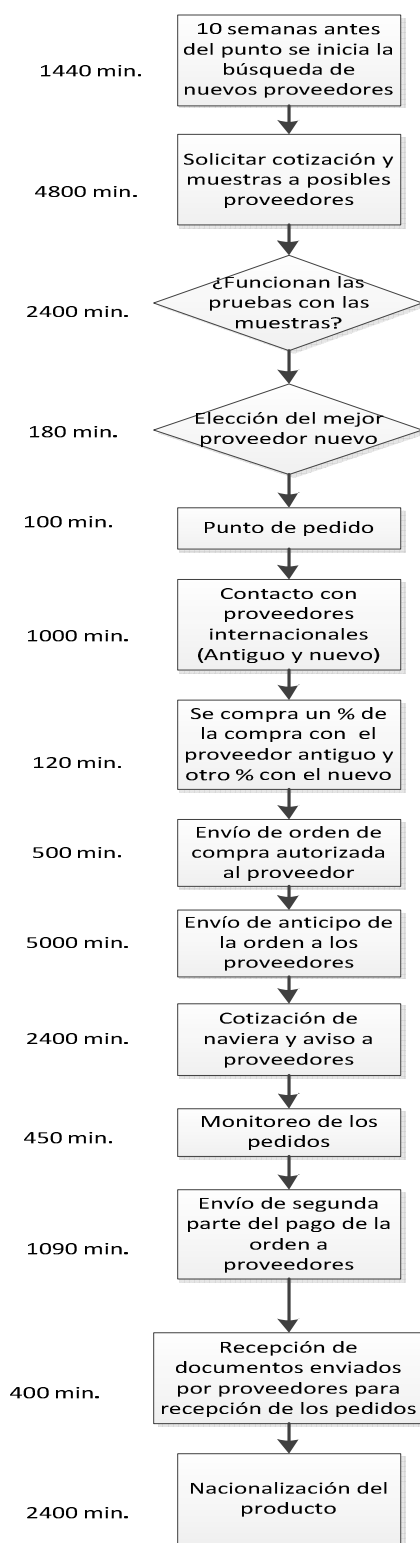 10 semanas antes
del punto se inicia la
búsqueda de
nuevos proveedores
1440 min.
Solicitar cotización y
muestras a posibles
proveedores
4800 min.
¿Funcionan las
pruebas con las
muestras?
2400 min.
Elección del mejor
proveedor nuevo
180 min.
100 min.
Punto de pedido
Contacto con
proveedores
internacionales
(Antiguo y nuevo)
1000 min.
Se compra un % de
la compra con el
proveedor antiguo y
otro % con el nuevo
120 min.
Envío de orden de
compra autorizada
al proveedor
500 min.
Envío de anticipo de
la orden a los
proveedores
5000 min.
Cotización de
naviera y aviso a
proveedores
2400 min.
Monitoreo de los
pedidos
450 min.
Envío de segunda
parte del pago de la
orden a
proveedores
1090 min.
Recepción de
documentos enviados
por proveedores para
recepción de los pedidos
400 min.
Nacionalización del
producto
2400 min.